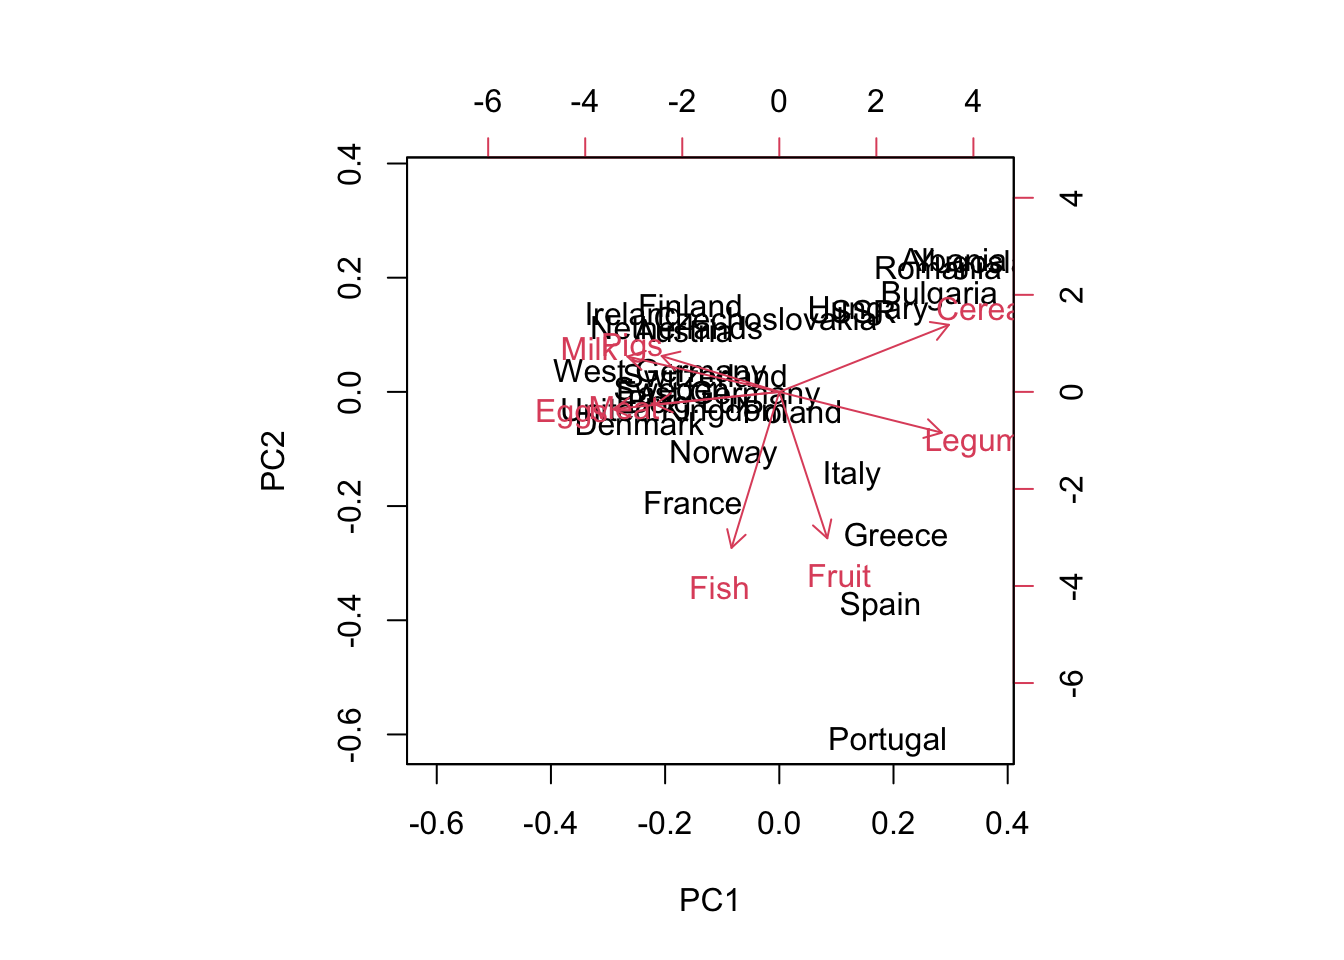 -6 -4 -2 0 2 4
0.4
0.2
0.0
-0.2
-0.4
-0.6
PC2
4
2
0
-2
-4
-6
Albania
Romania
Bulgaria
Cerea
Finland
Ireland
Czechoslovakia
Hungary
USSR
Netherlands
Austria
Milk
Pigs
West Germany
Switzerland
Sweden
East Germany
Eggs
Meat
United Kingdom
Poland
Denmark
Legum
Norway
Italy
France
Greece
Fish
Fruit
Spain
Portugal
-0.6 -0.4 -0.2 0.0 0.2 0.4
PC1